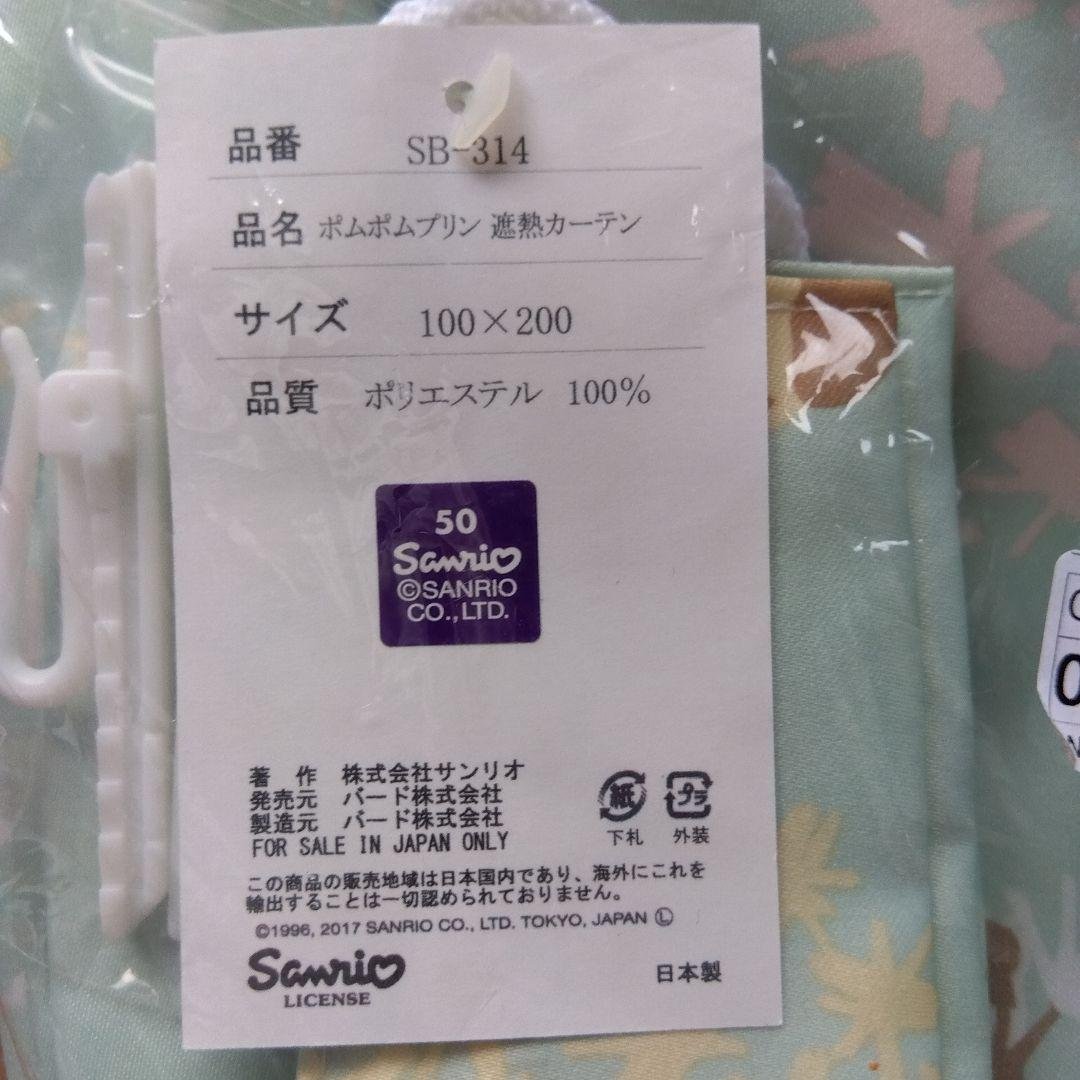 品番 SB-314
品名 ポムポムプリン 遮熱カーテン
サイズ 100×200
品質 ポリエステル 100%
50
Sanrio
©SANRIO
CO.,LTD.
著 作 株式会社サンリオ
発売元 バード株式会社
製造元 バード株式会社
FOR SALE IN JAPAN ONLY
紙 プラ
下札 外装
この商品の販売地域は日本国内であり、海外にこれを
輸出することは一切認められておりません。
©1996, 2017 SANRIO CO., LTD. TOKYO, JAPAN Ⓛ
Sanrio
LICENSE
日本製
0